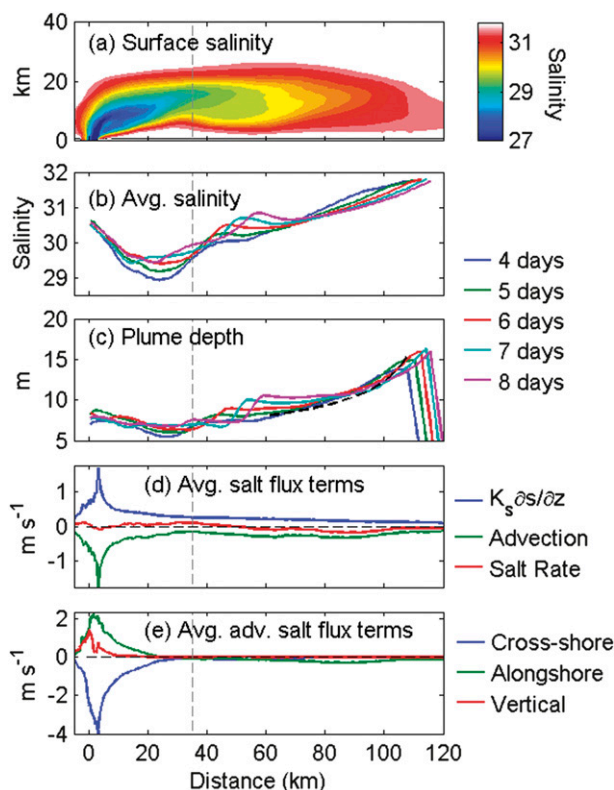 40
20
0
km
(a) Surface salinity
31
29
27
Salinity
32
31
30
29
Salinity
(b) Avg. salinity
20
15
10
5
m
(c) Plume depth
4 days
5 days
6 days
7 days
8 days
1
0
-1
m s⁻¹
(d) Avg. salt flux terms
Kₛ∂s/∂z
Advection
Salt Rate
2
0
-2
-4
m s⁻¹
(e) Avg. adv. salt flux terms
Cross-shore
Alongshore
Vertical
0 20 40 60 80 100 120
Distance (km)